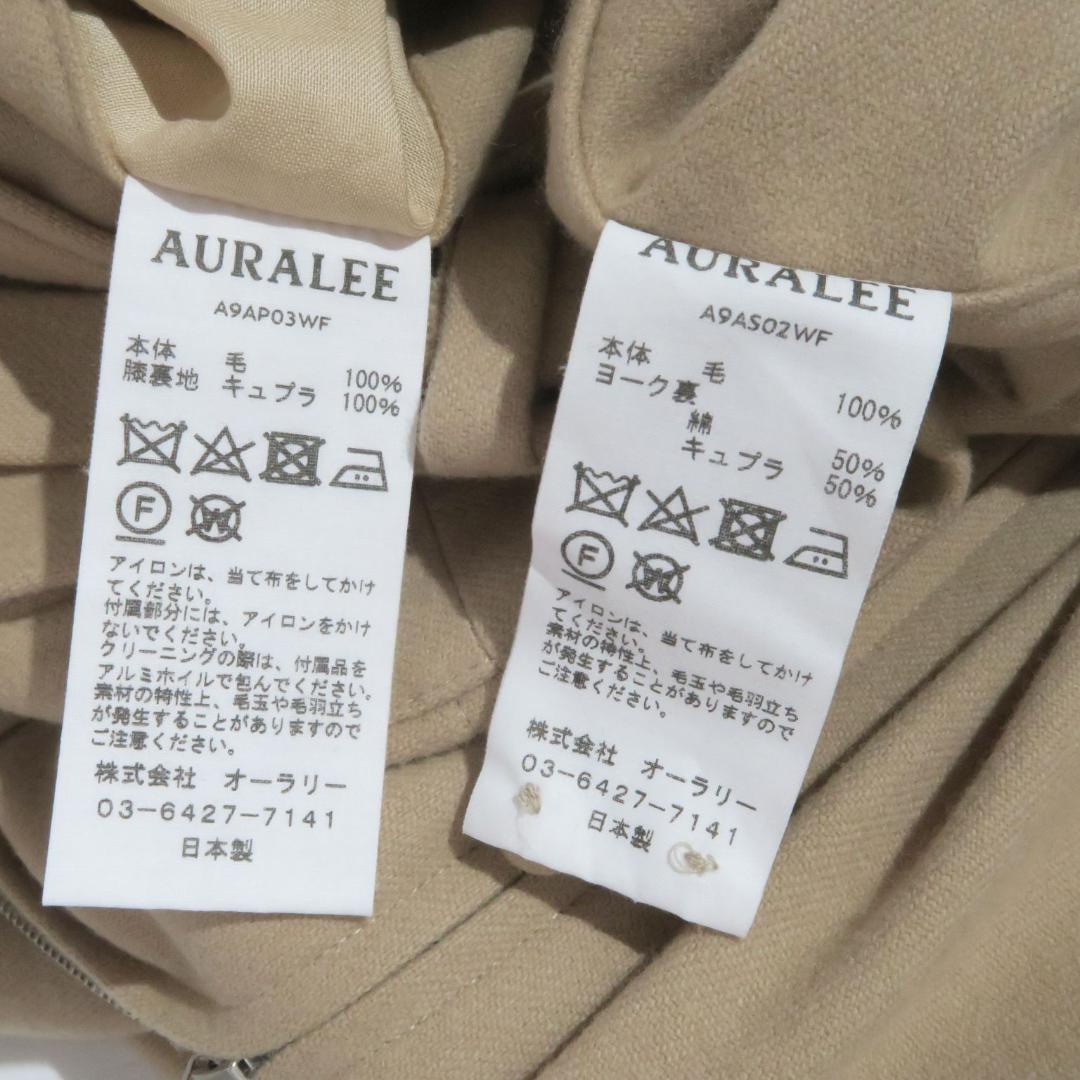 AURALEE
A9AP03WF
本体 毛 100%
膝裏地 キュプラ 100%
F
W
アイロンは、当て布をしてかけ
てください。
付属部分には、アイロンをかけ
ないでください。
クリーニングの際は、付属品を
アルミホイルで包んでください。
素材の特性上、毛玉や毛羽立ち
が発生することがありますので
ご注意ください。
株式会社 オーラリー
03-6427-7141
日本製
AURALEE
A9AS02WF
本体 毛 100%
ヨーク裏
綿 50%
キュプラ 50%
F
W
アイロンは、当て布をしてかけ
てください。
素材の特性上、毛玉や毛羽立ち
が発生することがありますので
ご注意ください。
株式会社 オーラリー
03-6427-7141
日本製